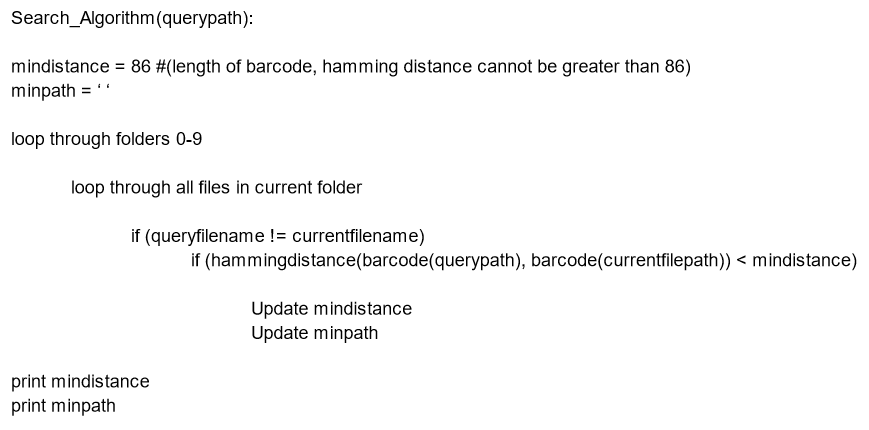 Search_Algorithm(querypath):
mindistance = 86 #(length of barcode, hamming distance cannot be greater than 86)
minpath = ‘ ‘
loop through folders 0-9
loop through all files in current folder
if (queryfilename != currentfilename)
if (hammingdistance(barcode(querypath), barcode(currentfilepath)) < mindistance)
Update mindistance
Update minpath
print mindistance
print minpath